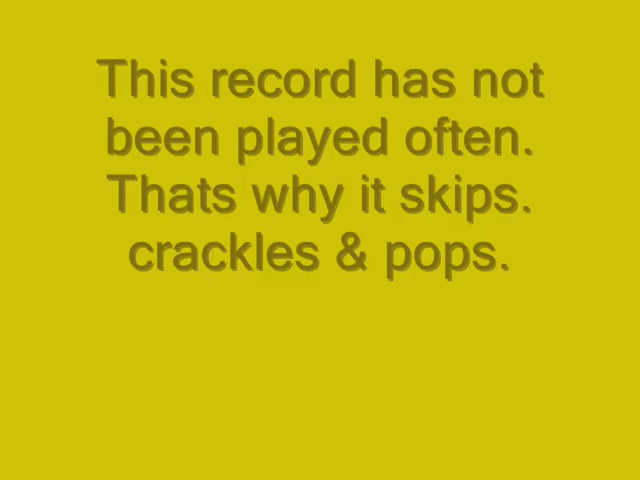 This record has not
been played often.
Thats why it skips.
crackles & pops.